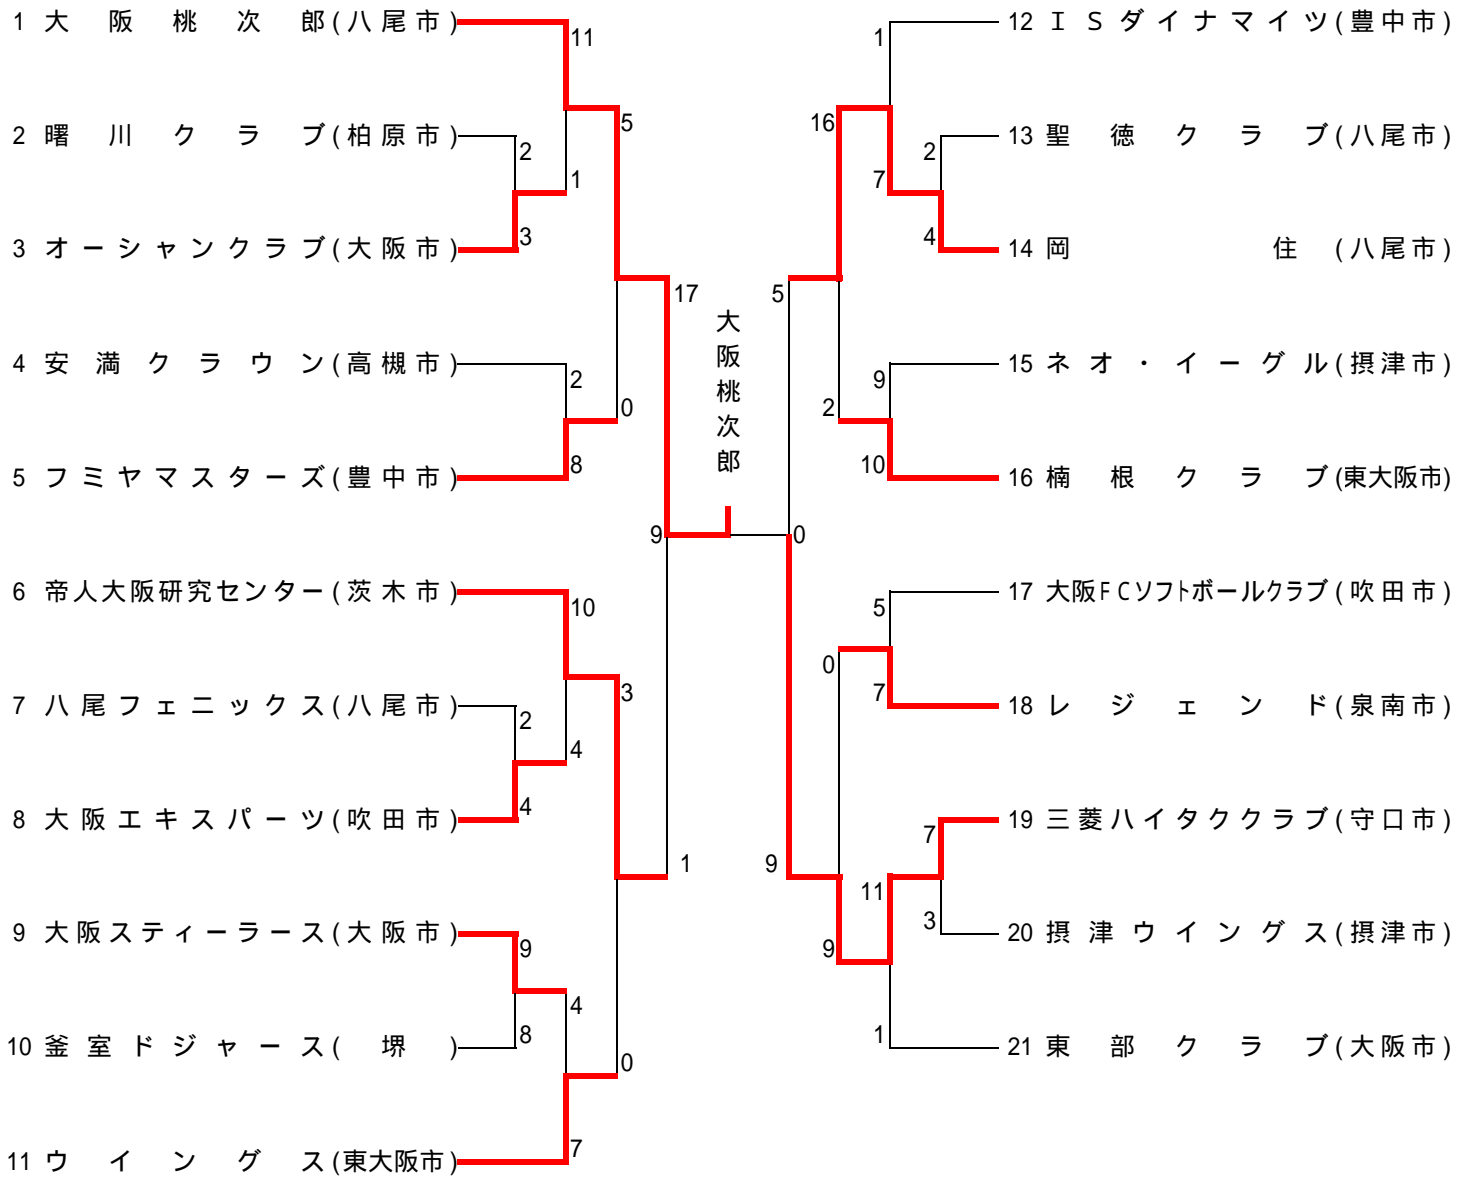 1 大阪桃次郎(八尾市)
11
5
2 曙川クラブ(柏原市)
2
1
3 オーシャンクラブ(大阪市)
3
17
4 安満クラウン(高槻市)
2
0
5 フミヤマスターズ(豊中市)
8
9
6 帝人大阪研究センター(茨木市)
10
3
7 八尾フェニックス(八尾市)
2
4
8 大阪エキスパーツ(吹田市)
4
1
9 大阪スティーラース(大阪市)
9
4
10 釜室ドジャース(堺)
8
0
11 ウイングス(東大阪市)
7
大阪桃次郎
12 ISダイナマイツ(豊中市)
1
16
13 聖徳クラブ(八尾市)
2
7
14 岡住(八尾市)
4
5
15 ネオ・イーグル(摂津市)
9
2
16 楠根クラブ(東大阪市)
10
0
17 大阪FCソフトボールクラブ(吹田市)
5
0
18 レジェンド(泉南市)
7
19 三菱ハイタククラブ(守口市)
7
9
11
20 摂津ウイングス(摂津市)
3
9
21 東部クラブ(大阪市)
1